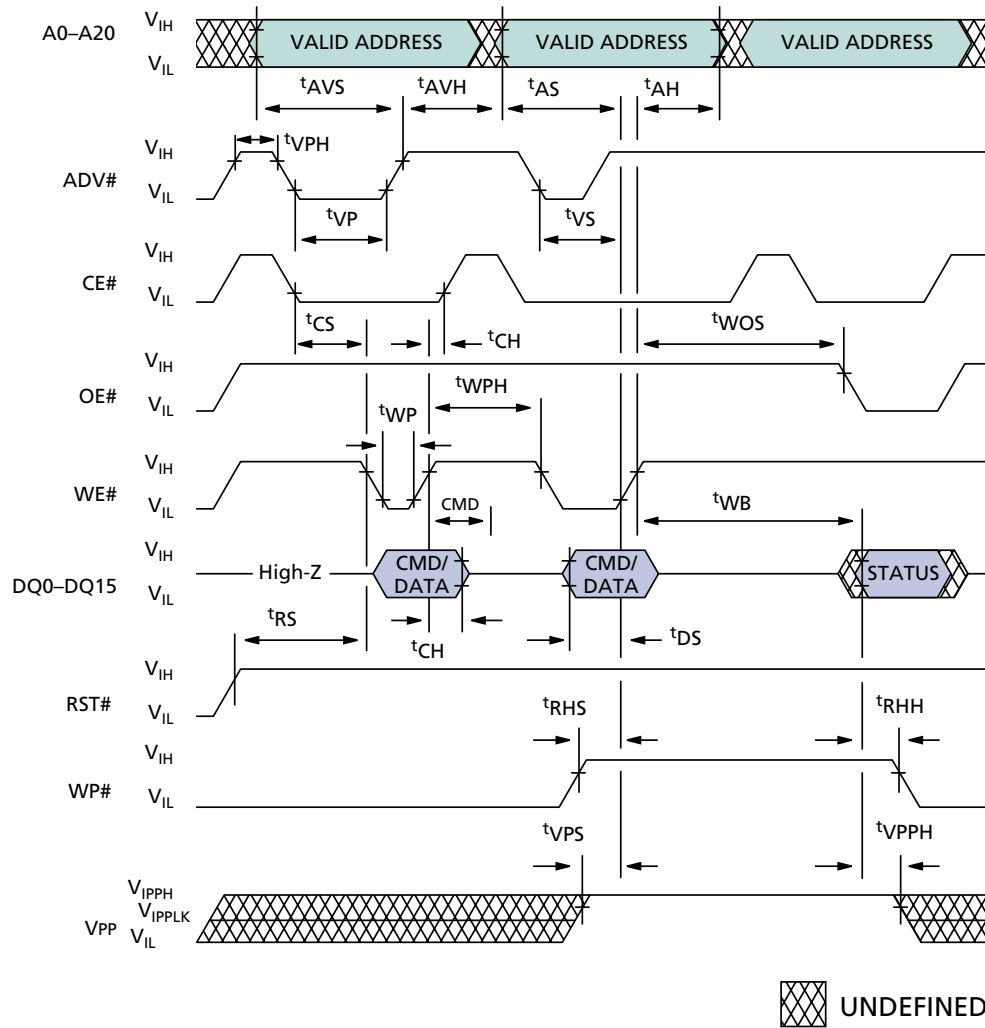 A0–A20
VIH
VIL
VALID ADDRESS
VALID ADDRESS
VALID ADDRESS
tAVS
tAVH
tAS
tAH
ADV#
VIH
VIL
tVPH
tVP
tVS
CE#
VIH
VIL
tCS
tCH
tWOS
OE#
VIH
VIL
tWPH
tWP
WE#
VIH
VIL
CMD
tWB
DQ0–DQ15
VIH
VIL
High-Z
CMD/
DATA
CMD/
DATA
STATUS
tRS
tCH
tDS
RST#
VIH
VIL
tRHS
tRHH
WP#
VIH
VIL
tVPS
tVPPH
VPP
VIPPH
VIPPLK
VIL
UNDEFINED